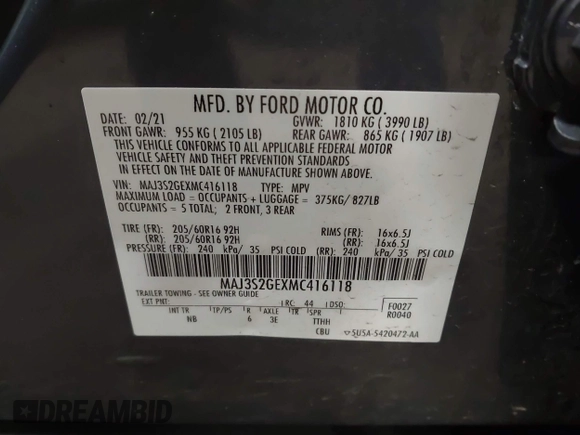 MFD. BY FORD MOTOR CO.
DATE: 02/21 GVWR: 1810 KG ( 3990 LB)
FRONT GAWR: 955 KG ( 2105 LB) REAR GAWR: 865 KG ( 1907 LB)
THIS VEHICLE CONFORMS TO ALL APPLICABLE FEDERAL MOTOR
VEHICLE SAFETY AND THEFT PREVENTION STANDARDS
IN EFFECT ON THE DATE OF MANUFACTURE SHOWN ABOVE.
VIN: MAJ3S2GEXMC416118 TYPE: MPV
MAXIMUM LOAD = OCCUPANTS + LUGGAGE = 375KG/ 827LB
OCCUPANTS = 5 TOTAL; 2 FRONT, 3 REAR
TIRE (FR): 205/60R16 92H RIMS (FR): 16x6.5J
(RR): 205/60R16 92H (RR): 16x6.5J
PRESSURE (FR): 240 kPa/ 35 PSI COLD (RR): 240 kPa/ 35 PSI COLD
MAJ3S2GEXMC416118
TRAILER TOWING - SEE OWNER GUIDE
EXT PNT: RC: 44 DSO: F0027
INT TR TP/PS R AXLE TR SPR R0040
NB 6 3E TTHH
CBU SU5A-S420472-AA
DREAMBID